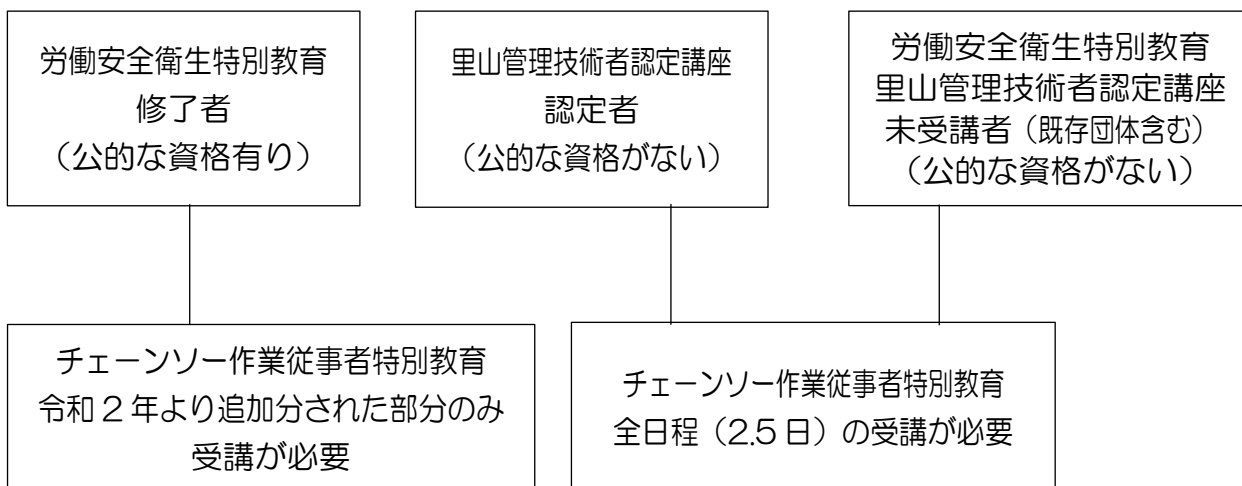 労働安全衛生特別教育
修了者
（公的な資格有り）
里山管理技術者認定講座
認定者
（公的な資格がない）
労働安全衛生特別教育
里山管理技術者認定講座
未受講者（既存団体含む）
（公的な資格がない）
チェーンソー作業従事者特別教育
令和２年より追加分された部分のみ
受講が必要
チェーンソー作業従事者特別教育
全日程（2.5 日）の受講が必要